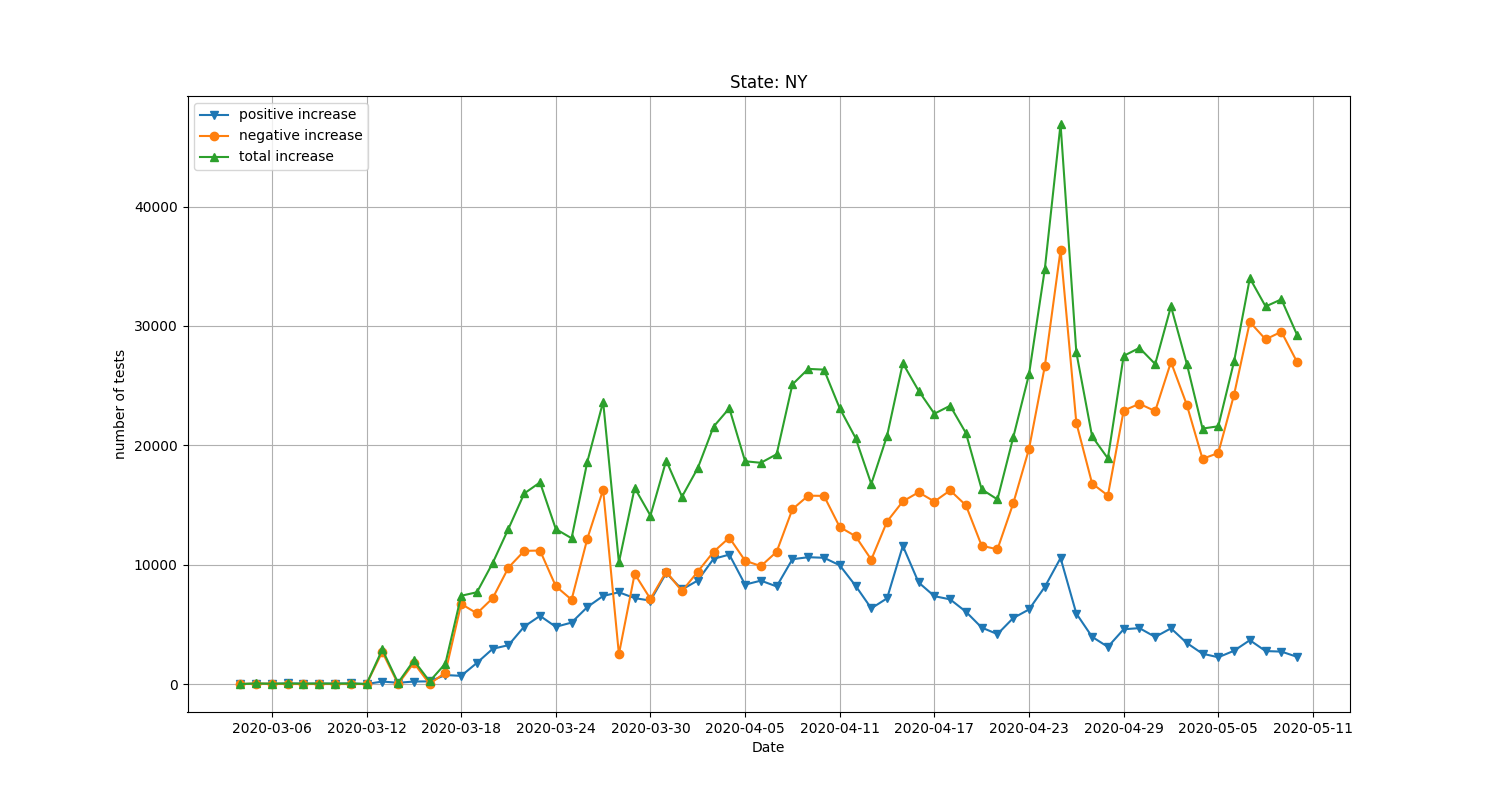 State: NY
positive increase
negative increase
total increase
number of tests
40000
30000
20000
10000
0
2020-03-06 2020-03-12 2020-03-18 2020-03-24 2020-03-30 2020-04-05 2020-04-11 2020-04-17 2020-04-23 2020-04-29 2020-05-05 2020-05-11
Date